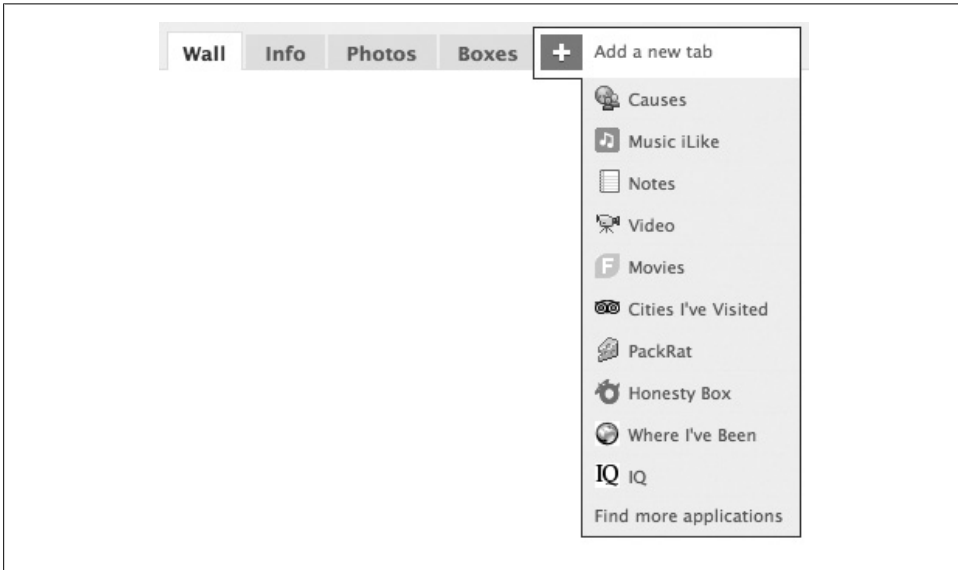 Wall Info Photos Boxes + Add a new tab
Causes
Music iLike
Notes
Video
F Movies
Cities I've Visited
PackRat
Honesty Box
Where I've Been
IQ IQ
Find more applications